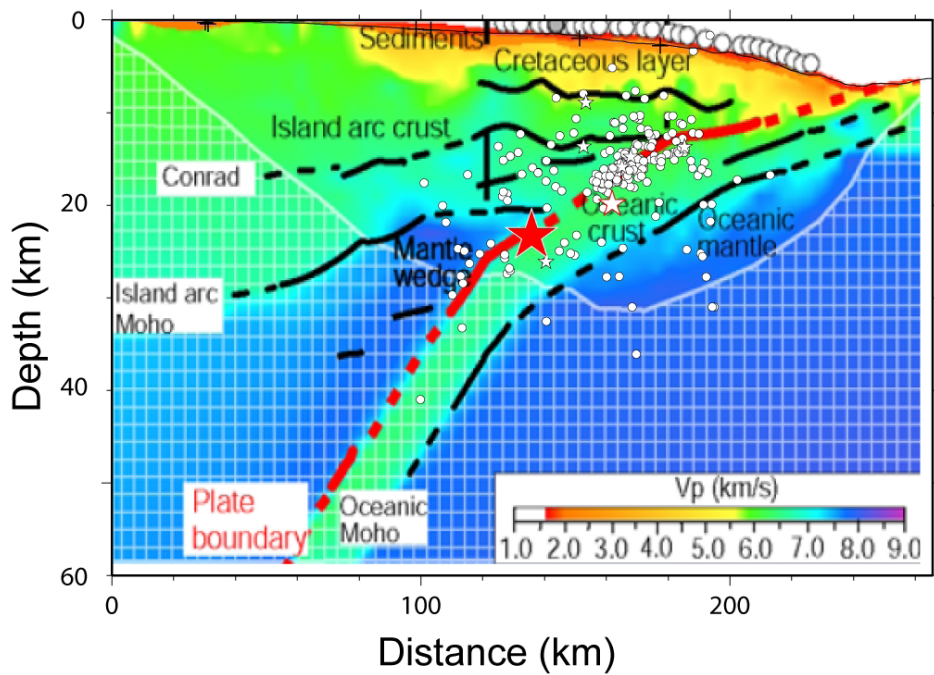 0
20
40
60
Depth (km)
0
100
200
Distance (km)
Sediments
Cretaceous layer
Island arc crust
Conrad
Oceanic
crust
Oceanic
mantle
Mantle
wedge
Island arc
Moho
Plate
boundary
Oceanic
Moho
Vp (km/s)
1.0 2.0 3.0 4.0 5.0 6.0 7.0 8.0 9.0